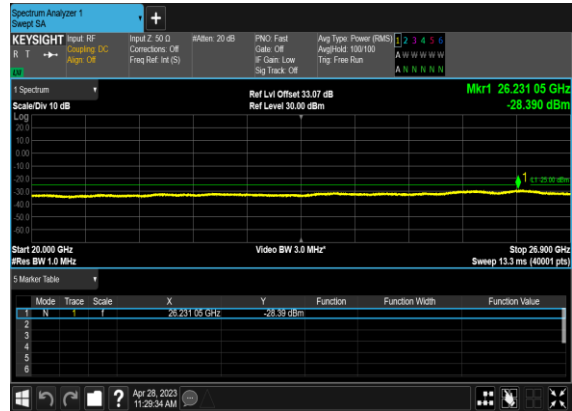 Spectrum Analyzer 1
Swept SA
+
KEYSIGHT Input: RF Input Z: 50 Ω #Atten: 20 dB PNO: Fast Avg Type: Power (RMS) 1 2 3 4 5 6
R T Coupling: DC Corrections: Off Gate: Off Avg|Hold: 100/100 A W W W W W
Align: Off Freq Ref: Int (S) IF Gain: Low Trig: Free Run
LW Sig Track: Off A N N N N N
1 Spectrum Ref Lvl Offset 33.07 dB Mkr1 26.231 05 GHz
Scale/Div 10 dB Ref Level 30.00 dBm -28.390 dBm
Log
20.0
10.0
0.00
-10.0
-20.0 1 DL1 -25.00 dBm
-30.0
-40.0
-50.0
-60.0
Start 20.000 GHz Video BW 3.0 MHz* Stop 26.900 GHz
#Res BW 1.0 MHz Sweep 13.3 ms (40001 pts)
5 Marker Table
Mode Trace Scale X Y Function Function Width Function Value
1 N 1 f 26.231 05 GHz -28.39 dBm
2
3
4
5
6
? Apr 28, 2023
11:29:34 AM